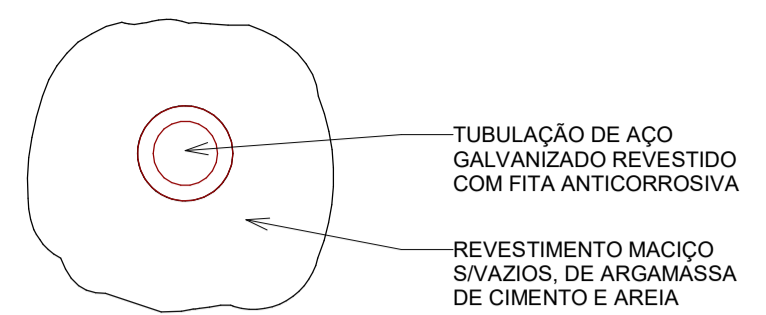 TUBULAÇÃO DE AÇO
GALVANIZADO REVESTIDO
COM FITA ANTICORROSIVA
REVESTIMENTO MACIÇO
S/VAZIOS, DE ARGAMASSA
DE CIMENTO E AREIA